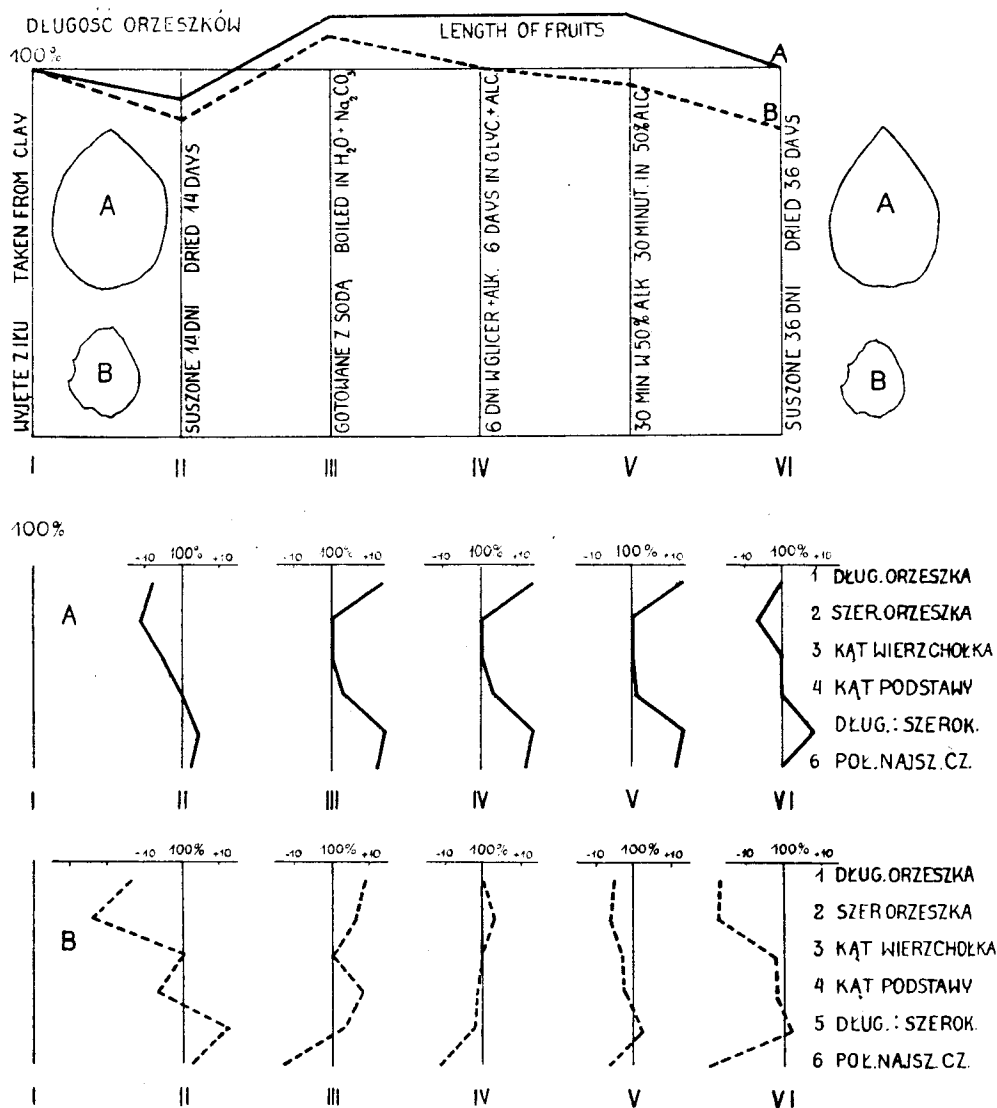 DŁUGOŚĆ ORZESZKÓW
LENGTH OF FRUITS
100%
A
B
WYJĘTE Z IŁU TAKEN FROM CLAY
SUSZONE 14 DNI DRIED 14 DAYS
GOTOWANE Z SODĄ BOILED IN H₂O + Na₂CO₃
6 DNI W GLICER + ALK. 6 DAYS IN GLYC. + ALC.
30 MIN W 50% ALK 30 MINUT. IN 50% ALC.
SUSZONE 36 DNI DRIED 36 DAYS
A
B
A
B
I II III IV V VI
100%
-10 100% +10 -10 100% +10 -10 100% +10 -10 100% +10 -10 100% +10
A
1 DŁUG. ORZESZKA
2 SZER. ORZESZKA
3 KĄT WIERZCHOŁKA
4 KĄT PODSTAWY
DŁUG. : SZEROK.
6 POŁ. NAJSZ. CZ.
I II III IV V VI
-10 100% +10 -10 100% +10 -10 100% +10 -10 100% +10 -10 100% +10
B
1 DŁUG. ORZESZKA
2 SZER ORZESZKA
3 KĄT WIERZCHOŁKA
4 KĄT PODSTAWY
5 DŁUG. : SZEROK.
6 POŁ. NAJSZ. CZ.
I II III IV V VI